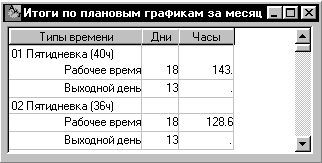 Итоги по плановым графикам за месяц
Типы времени Дни Часы
01 Пятидневка (40ч)
Рабочее время 18 143.
Выходной день 13 .
02 Пятидневка (36ч)
Рабочее время 18 128.6
Выходной день 13 .